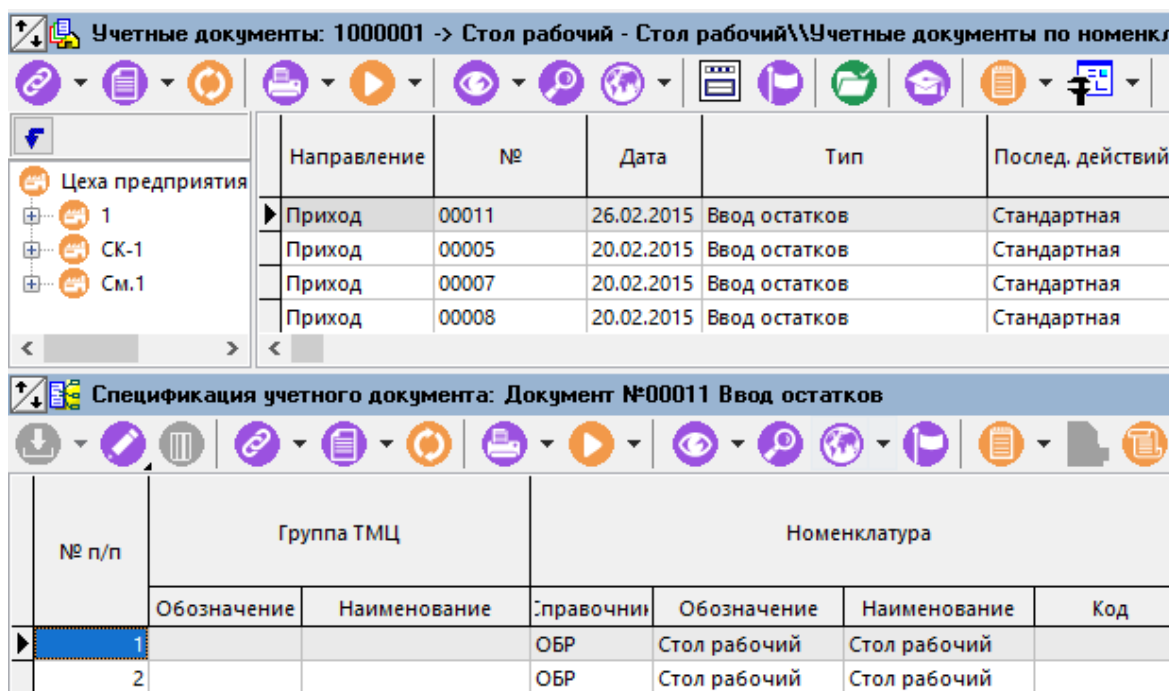 Учетные документы: 1000001 -> Стол рабочий - Стол рабочий\\Учетные документы по номенкл
Цеха предприятия
1
СК-1
См.1
Направление № Дата Тип Послед. действий
Приход 00011 26.02.2015 Ввод остатков Стандартная
Приход 00005 20.02.2015 Ввод остатков Стандартная
Приход 00007 20.02.2015 Ввод остатков Стандартная
Приход 00008 20.02.2015 Ввод остатков Стандартная
Спецификация учетного документа: Документ №00011 Ввод остатков
№ п/п Группа ТМЦ Номенклатура
Обозначение Наименование Справочник Обозначение Наименование Код
1 ОБР Стол рабочий Стол рабочий
2 ОБР Стол рабочий Стол рабочий